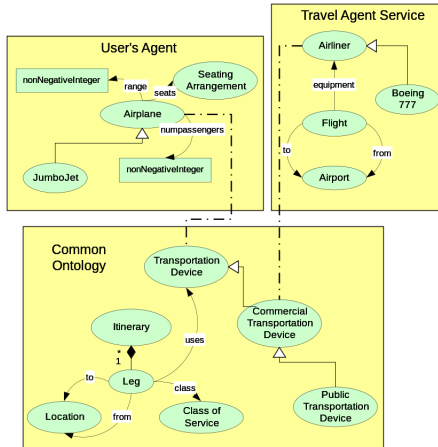 User's Agent
nonNegativeInteger
range
seats
Seating
Arrangement
Airplane
numpassengers
JumboJet
nonNegativeInteger
Travel Agent Service
Airliner
equipment
Boeing
777
Flight
to
from
Airport
Common
Ontology
Transportation
Device
Itinerary
*
1
uses
Commercial
Transportation
Device
to
Leg
class
Location
from
Class of
Service
Public
Transportation
Device